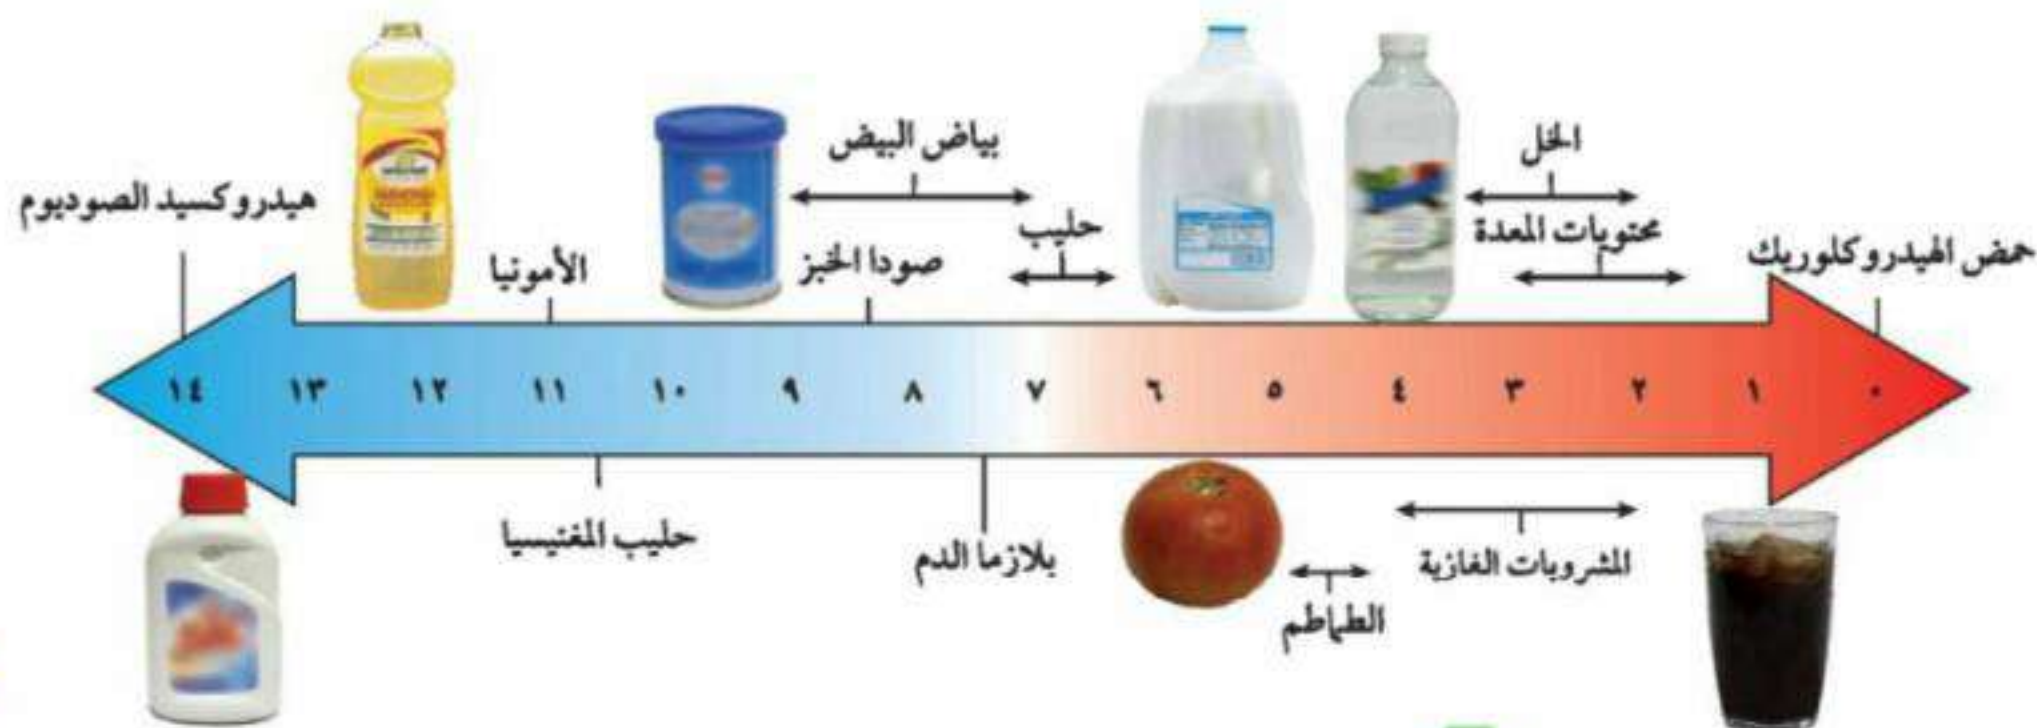 الخل
بياض البيض
هيدروكسيد الصوديوم
محتويات المعدة
حليب
حمض الهيدروكلوريك
صودا الخبز
الأمونيا
٠ ١ ٢ ٣ ٤ ٥ ٦ ٧ ٨ ٩ ١٠ ١١ ١٢ ١٣ ١٤
حليب المغنيسيا
بلازما الدم
المشروبات الغازية
الطماطم